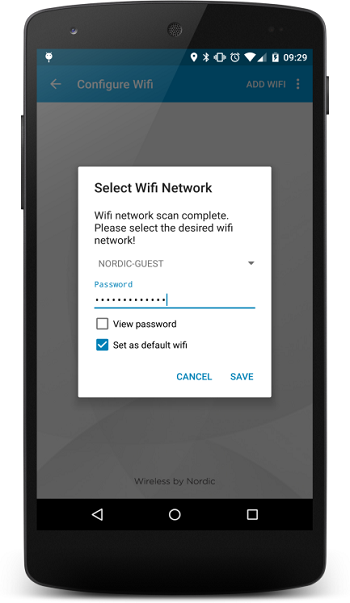 09:29
Configure Wifi
ADD WIFI
Select Wifi Network
Wifi network scan complete.
Please select the desired wifi
network!
NORDIC-GUEST
Password
•••••••••••••
View password
Set as default wifi
CANCEL
SAVE
Wireless by Nordic